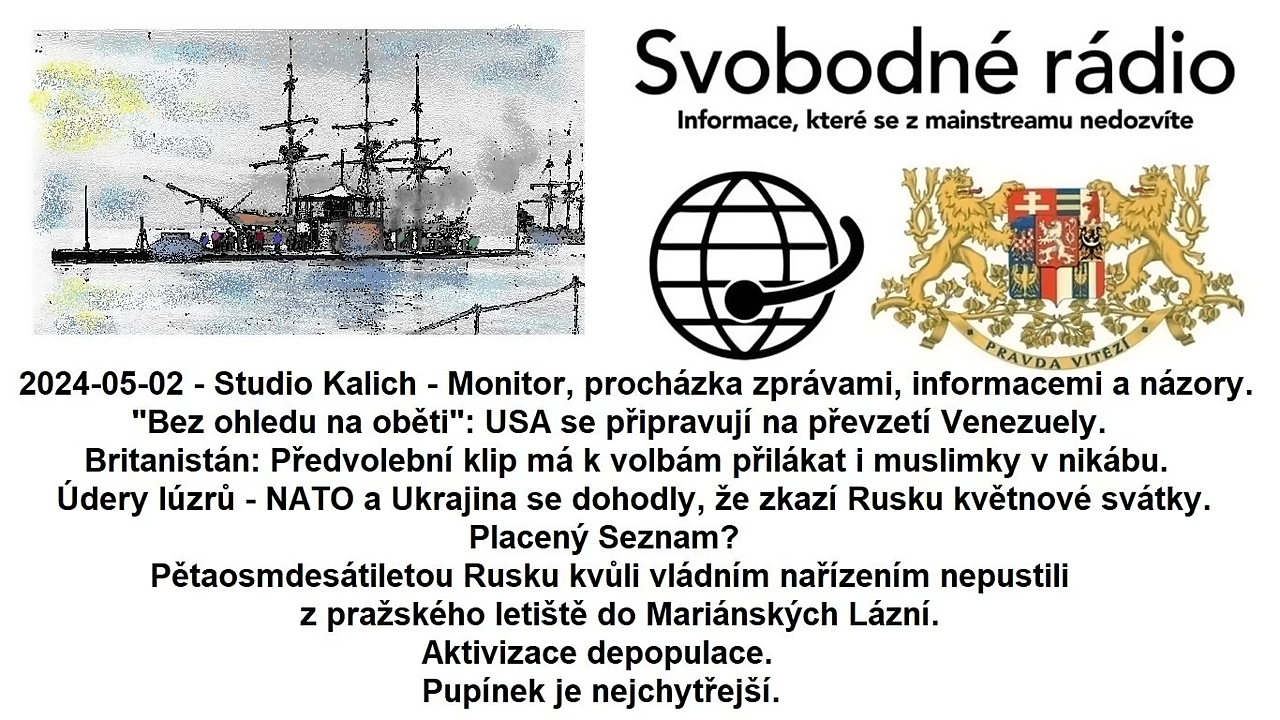 Svobodné rádio
Informace, které se z mainstreamu nedozvíte
PRAVDA VÍTĚZÍ
2024-05-02 - Studio Kalich - Monitor, procházka zprávami, informacemi a názory.
"Bez ohledu na oběti": USA se připravují na převzetí Venezuely.
Britanistán: Předvolební klip má k volbám přilákat i muslimky v nikábu.
Údery lúzrů - NATO a Ukrajina se dohodly, že zkazí Rusku květnové svátky.
Placený Seznam?
Pětaosmdesátiletou Rusku kvůli vládním nařízením nepustili
z pražského letiště do Mariánských Lázní.
Aktivizace depopulace.
Pupínek je nejchytřejší.